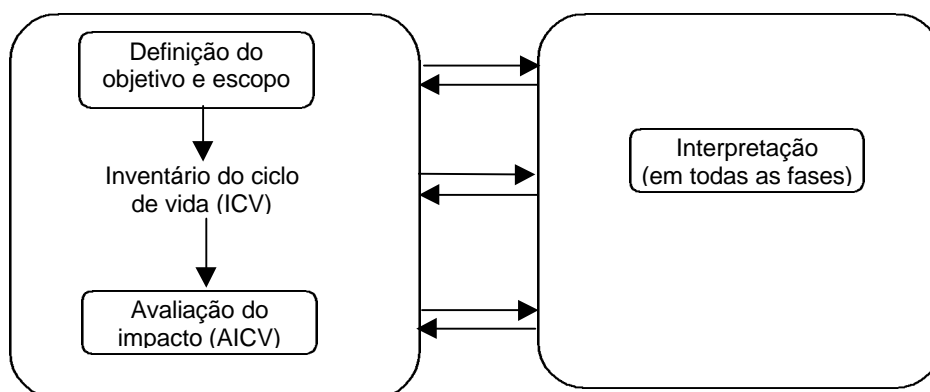 Definição do
objetivo e escopo
Inventário do ciclo
de vida (ICV)
Avaliação do
impacto (AICV)
Interpretação
(em todas as fases)